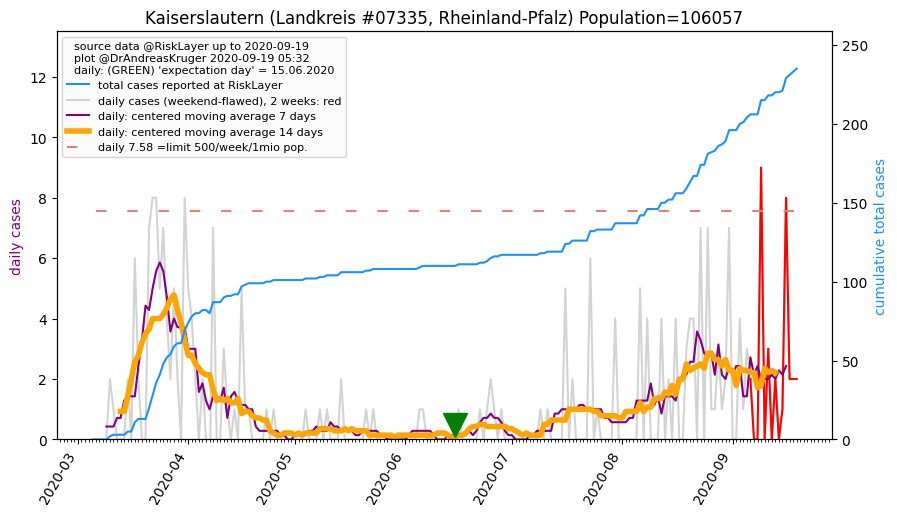 Kaiserslautern (Landkreis #07335, Rheinland-Pfalz) Population=106057
source data @RiskLayer up to 2020-09-19
plot @DrAndreasKruger 2020-09-19 05:32
daily: (GREEN) 'expectation day' = 15.06.2020
total cases reported at RiskLayer
daily cases (weekend-flawed), 2 weeks: red
daily: centered moving average 7 days
daily: centered moving average 14 days
daily 7.58 =limit 500/week/1mio pop.
daily cases
12
10
8
6
4
2
0
cumulative total cases
250
200
150
100
50
0
2020-03
2020-04
2020-05
2020-06
2020-07
2020-08
2020-09